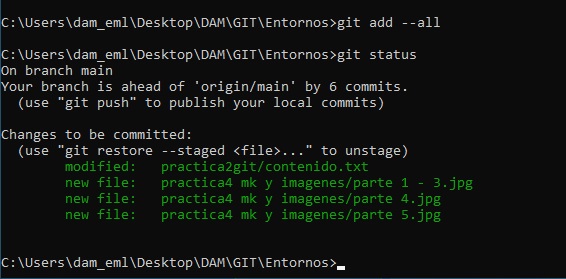 C:\Users\dam_eml\Desktop\DAM\GIT\Entornos>git add --all
C:\Users\dam_eml\Desktop\DAM\GIT\Entornos>git status
On branch main
Your branch is ahead of 'origin/main' by 6 commits.
(use "git push" to publish your local commits)
Changes to be committed:
(use "git restore --staged <file>..." to unstage)
modified: practica2git/contenido.txt
new file: practica4 mk y imagenes/parte 1 - 3.jpg
new file: practica4 mk y imagenes/parte 4.jpg
new file: practica4 mk y imagenes/parte 5.jpg
C:\Users\dam_eml\Desktop\DAM\GIT\Entornos>